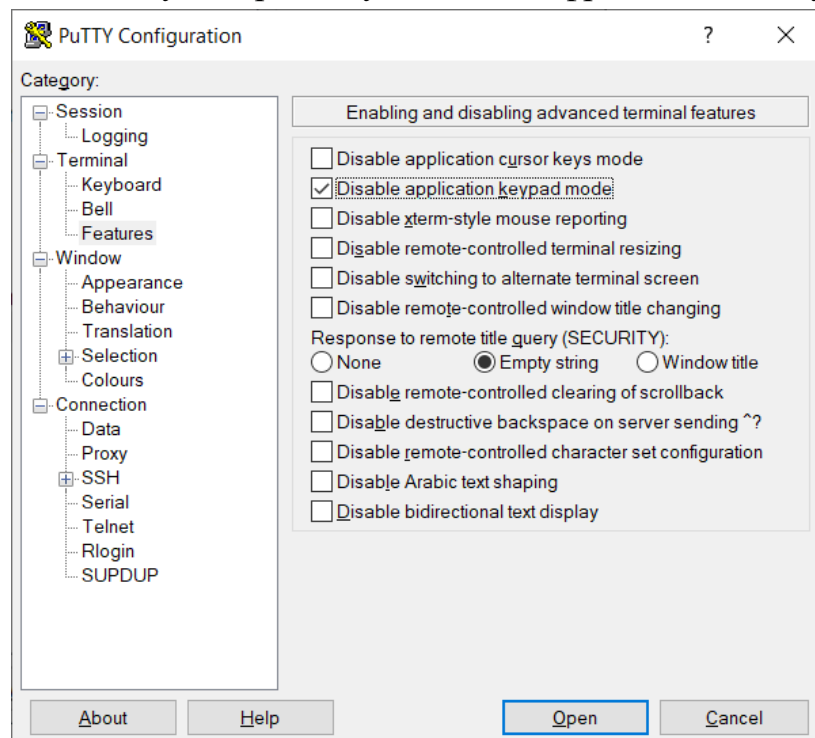 PuTTY Configuration
?
Category:
Session
Logging
Terminal
Keyboard
Bell
Features
Window
Appearance
Behaviour
Translation
Selection
Colours
Connection
Data
Proxy
SSH
Serial
Telnet
Rlogin
SUPDUP
Enabling and disabling advanced terminal features
Disable application cursor keys mode
Disable application keypad mode
Disable xterm-style mouse reporting
Disable remote-controlled terminal resizing
Disable switching to alternate terminal screen
Disable remote-controlled window title changing
Response to remote title query (SECURITY):
None Empty string Window title
Disable remote-controlled clearing of scrollback
Disable destructive backspace on server sending ^?
Disable remote-controlled character set configuration
Disable Arabic text shaping
Disable bidirectional text display
About Help Open Cancel